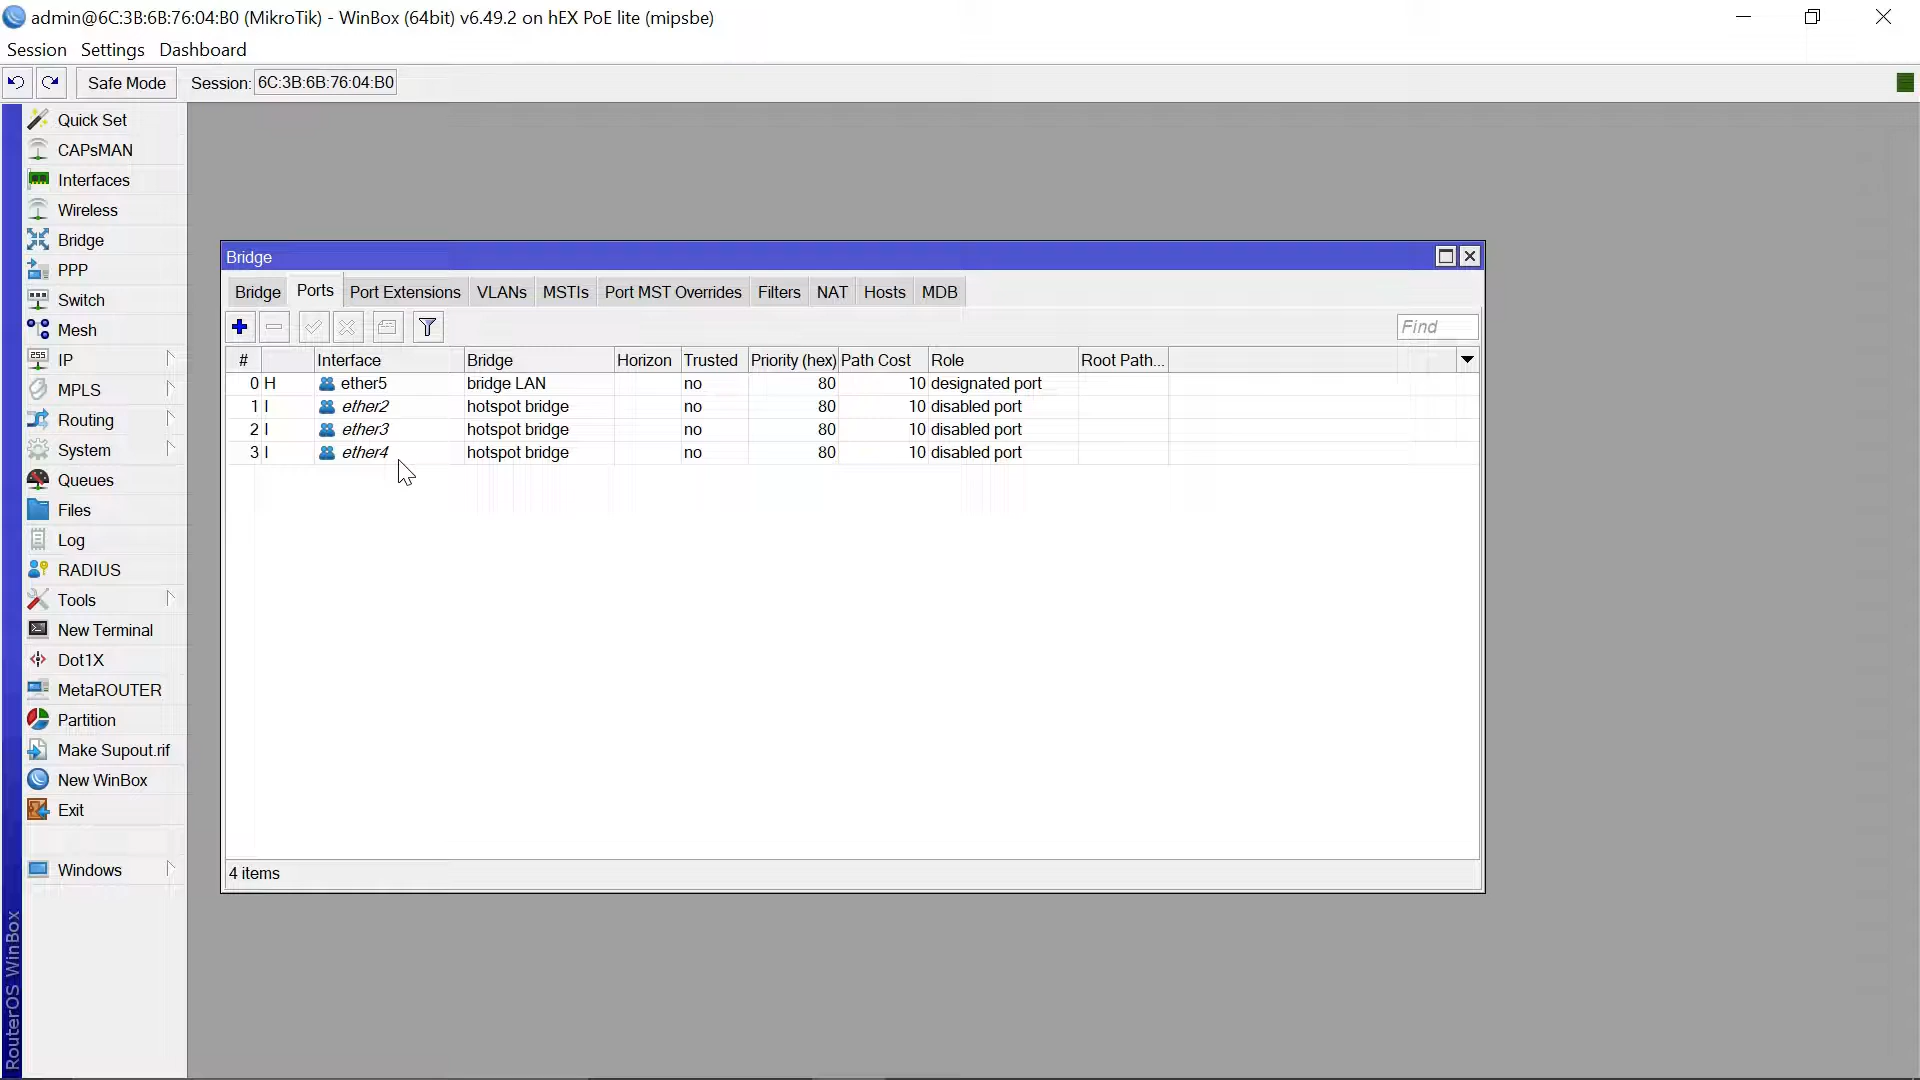 admin@6C:3B:6B:76:04:B0 (MikroTik) - WinBox (64bit) v6.49.2 on hEX PoE lite (mipsbe)
Session Settings Dashboard
Safe Mode Session: 6C:3B:6B:76:04:B0
Quick Set
CAPsMAN
Interfaces
Wireless
Bridge
PPP
Switch
Mesh
IP
MPLS
Routing
System
Queues
Files
Log
RADIUS
Tools
New Terminal
Dot1X
MetaROUTER
Partition
Make Supout.rif
New WinBox
Exit
Windows
RouterOS WinBox
Bridge
Bridge Ports Port Extensions VLANs MSTIs Port MST Overrides Filters NAT Hosts MDB
Find
# Interface Bridge Horizon Trusted Priority (hex) Path Cost Role Root Path...
0 H ether5 bridge LAN no 80 10 designated port
1 I ether2 hotspot bridge no 80 10 disabled port
2 I ether3 hotspot bridge no 80 10 disabled port
3 I ether4 hotspot bridge no 80 10 disabled port
4 items